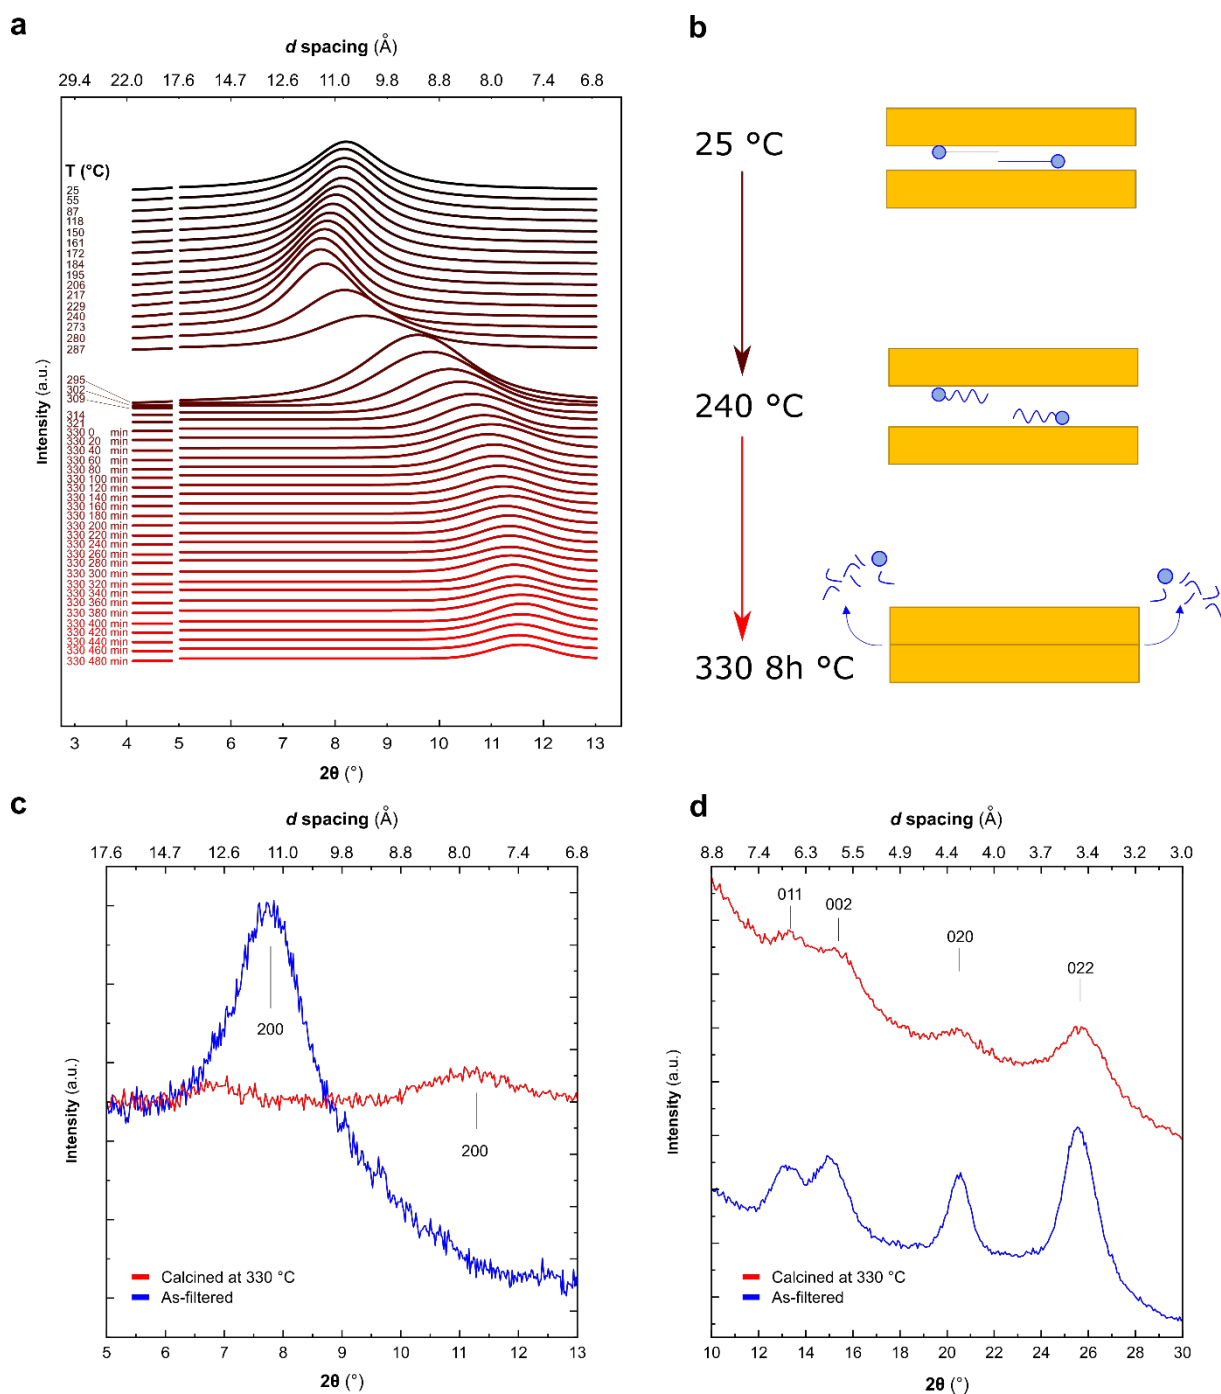 a
d spacing (Å)
29.4 22.0 17.6 14.7 12.6 11.0 9.8 8.8 8.0 7.4 6.8
T (°C)
25
55
87
118
150
161
172
184
195
206
217
229
240
273
280
287
295
302
309
314
321
330 0 min
330 20 min
330 40 min
330 60 min
330 80 min
330 100 min
330 120 min
330 140 min
330 160 min
330 180 min
330 200 min
330 220 min
330 240 min
330 260 min
330 280 min
330 300 min
330 320 min
330 340 min
330 360 min
330 380 min
330 400 min
330 420 min
330 440 min
330 460 min
330 480 min
Intensity (a.u.)
3 4 5 6 7 8 9 10 11 12 13
2θ (°)
b
25 °C
240 °C
330 8h °C
c
d spacing (Å)
17.6 14.7 12.6 11.0 9.8 8.8 8.0 7.4 6.8
200
200
Intensity (a.u.)
Calcined at 330 °C
As-filtered
5 6 7 8 9 10 11 12 13
2θ (°)
d
d spacing (Å)
8.8 7.4 6.3 5.5 4.9 4.4 4.0 3.7 3.4 3.2 3.0
011
002
020
022
Intensity (a.u.)
Calcined at 330 °C
As-filtered
10 12 14 16 18 20 22 24 26 28 30
2θ (°)